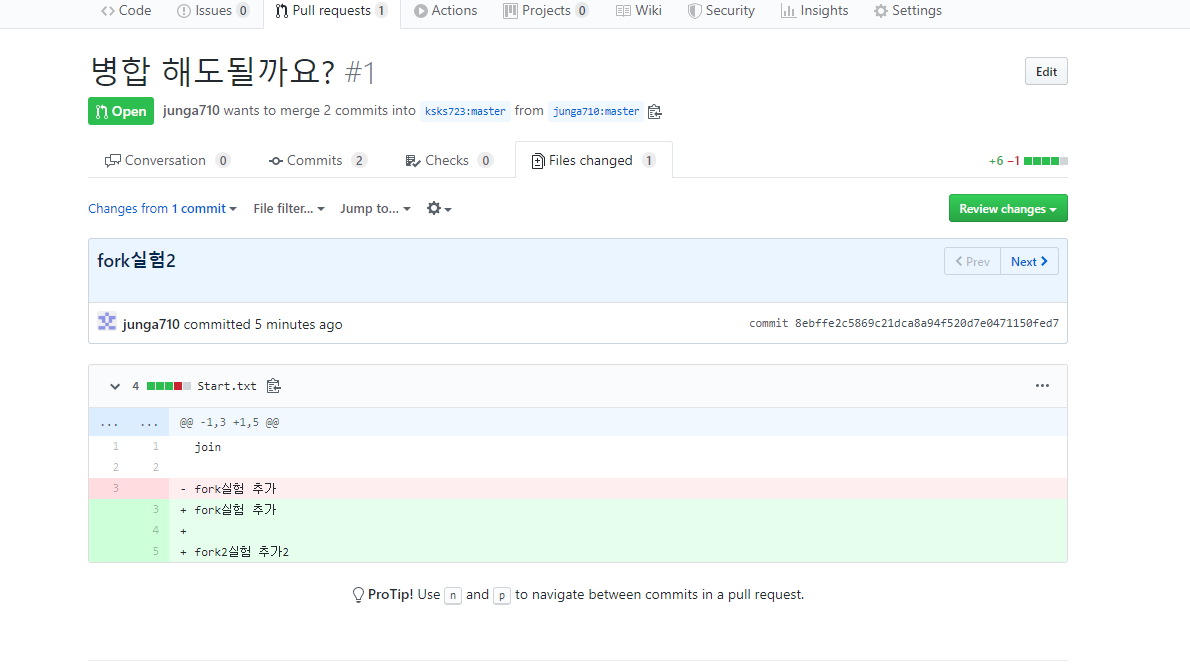 Code Issues 0 Pull requests 1 Actions Projects 0 Wiki Security Insights Settings
병합 해도될까요? #1 Edit
Open junga710 wants to merge 2 commits into ksks723:master from junga710:master
Conversation 0 Commits 2 Checks 0 Files changed 1 +6 −1
Changes from 1 commit File filter... Jump to... Review changes
fork실험2 Prev Next
junga710 committed 5 minutes ago commit 8ebffe2c5869c21dca8a94f520d7e0471150fed7
4 Start.txt ...
... ... @@ -1,3 +1,5 @@
1 1 join
2 2
3 - fork실험 추가
3 + fork실험 추가
4 +
5 + fork2실험 추가2
ProTip! Use n and p to navigate between commits in a pull request.